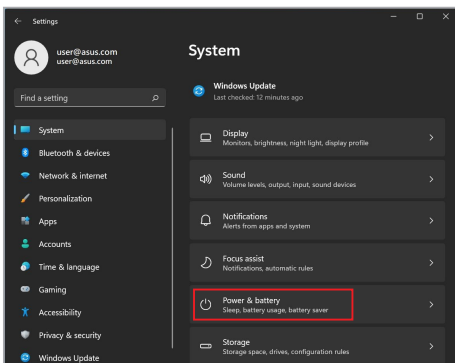 Settings
user@asus.com
user@asus.com
Find a setting
System
Bluetooth & devices
Network & internet
Personalization
Apps
Accounts
Time & language
Gaming
Accessibility
Privacy & security
Windows Update
System
Windows Update
Last checked: 12 minutes ago
Display
Monitors, brightness, night light, display profile
Sound
Volume levels, output, input, sound devices
Notifications
Alerts from apps and system
Focus assist
Notifications, automatic rules
Power & battery
Sleep, battery usage, battery saver
Storage
Storage space, drives, configuration rules